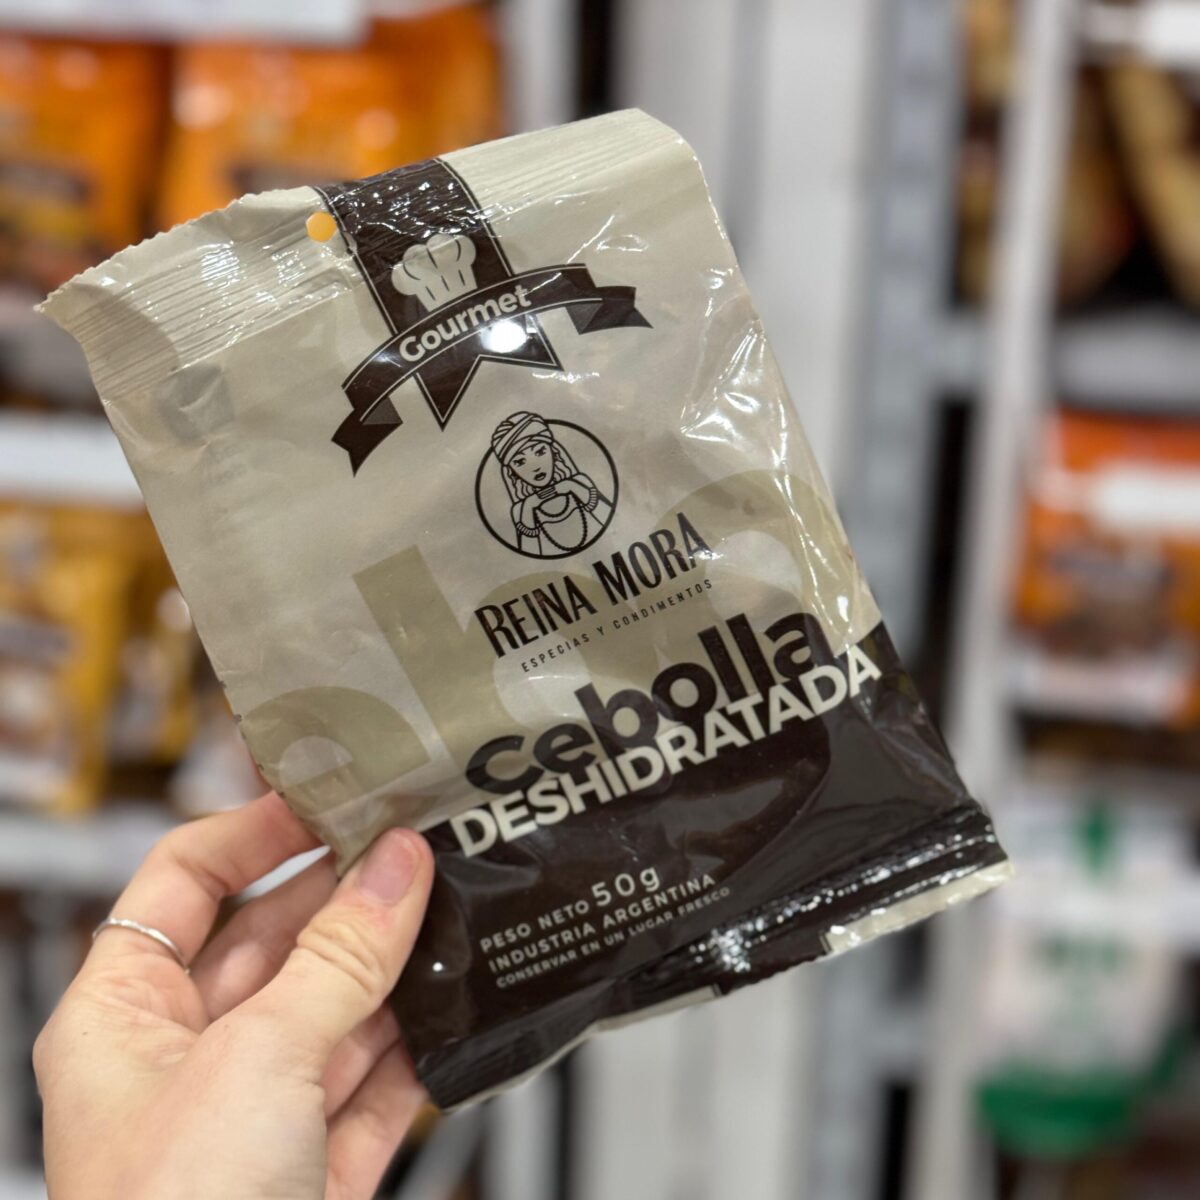 Gourmet
REINA MORA
ESPECIAS Y CONDIMENTOS
cebolla
DESHIDRATADA
PESO NETO 50g
INDUSTRIA ARGENTINA
CONSERVAR EN UN LUGAR FRESCO